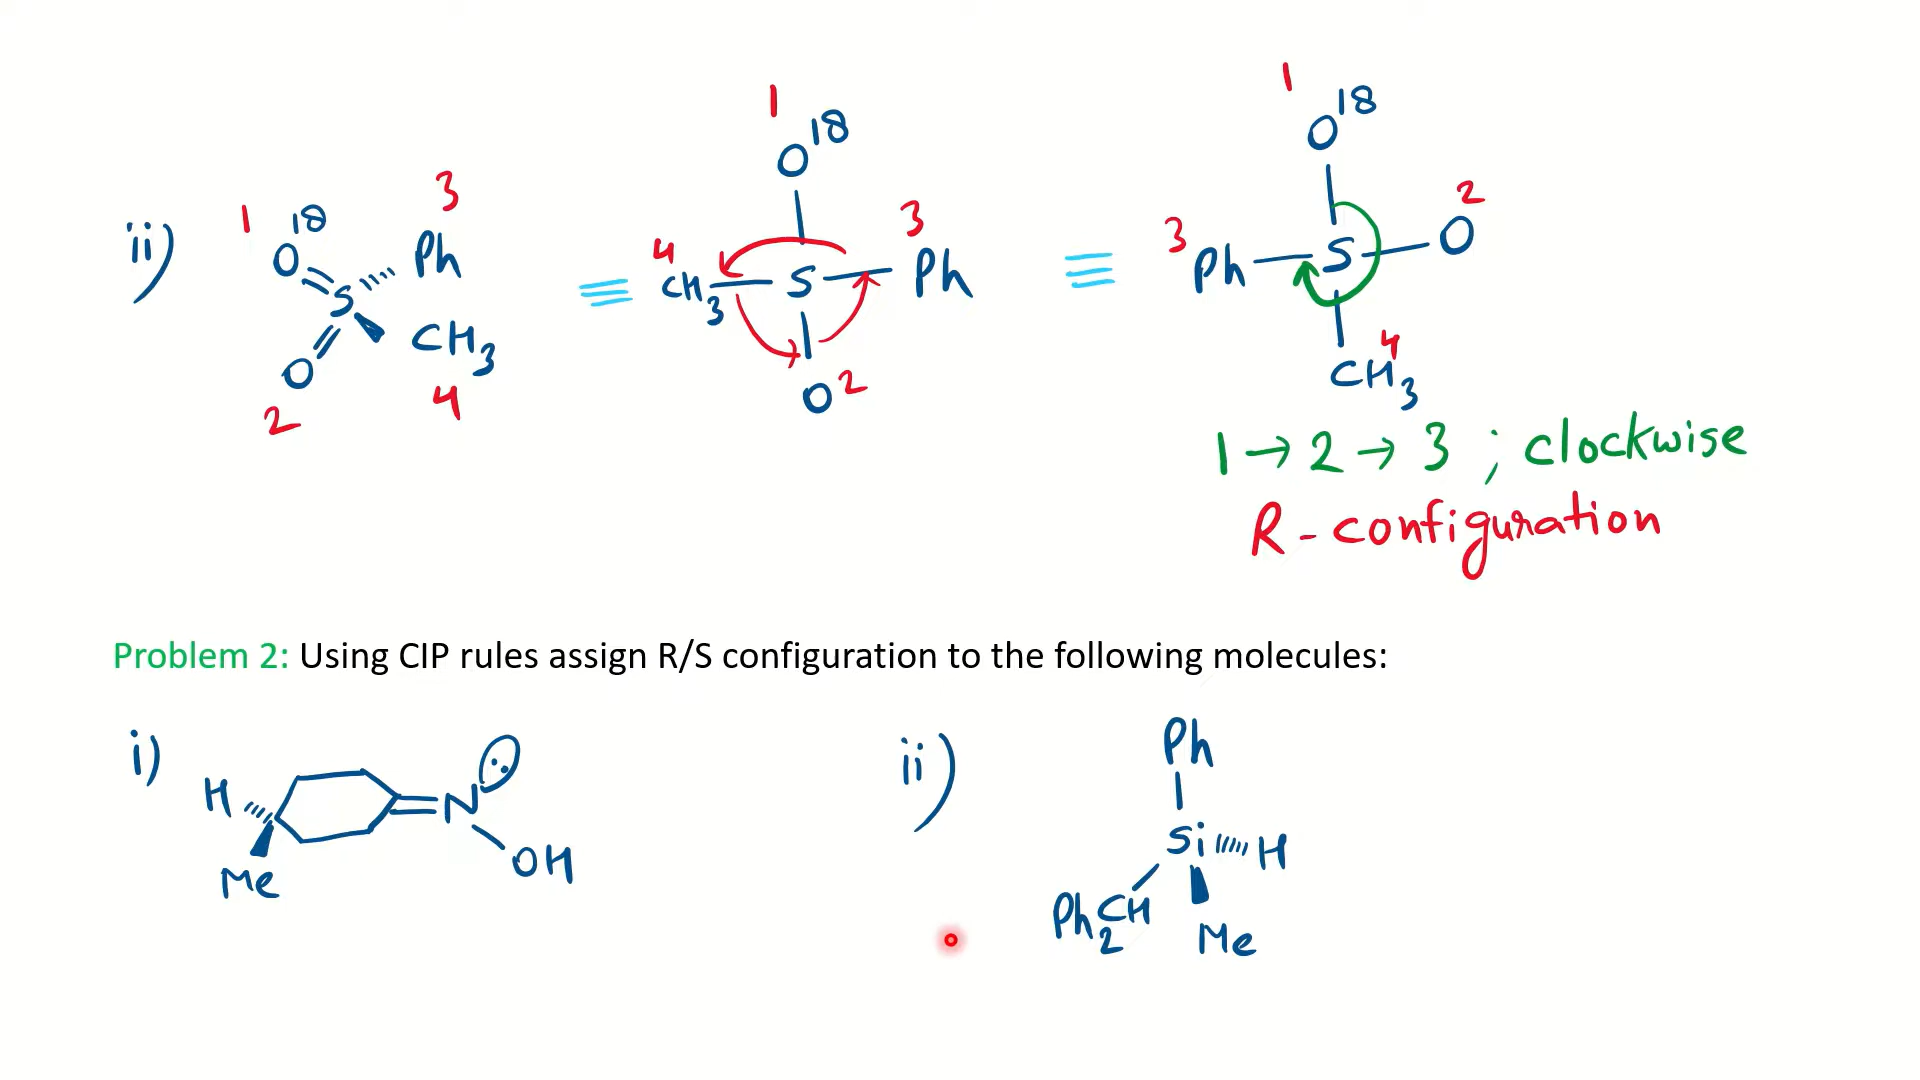 ii)
1
O18
3
Ph
S
O
2
CH3
4
≡
1
O18
4
CH3
S
3
Ph
O 2
≡
1
O18
3
Ph
S
O
2
CH3
4
1 → 2 → 3 ; clockwise
R - configuration
Problem 2: Using CIP rules assign R/S configuration to the following molecules:
i)
H
N
OH
Me
ii)
Ph
Si
H
Ph2CH
Me